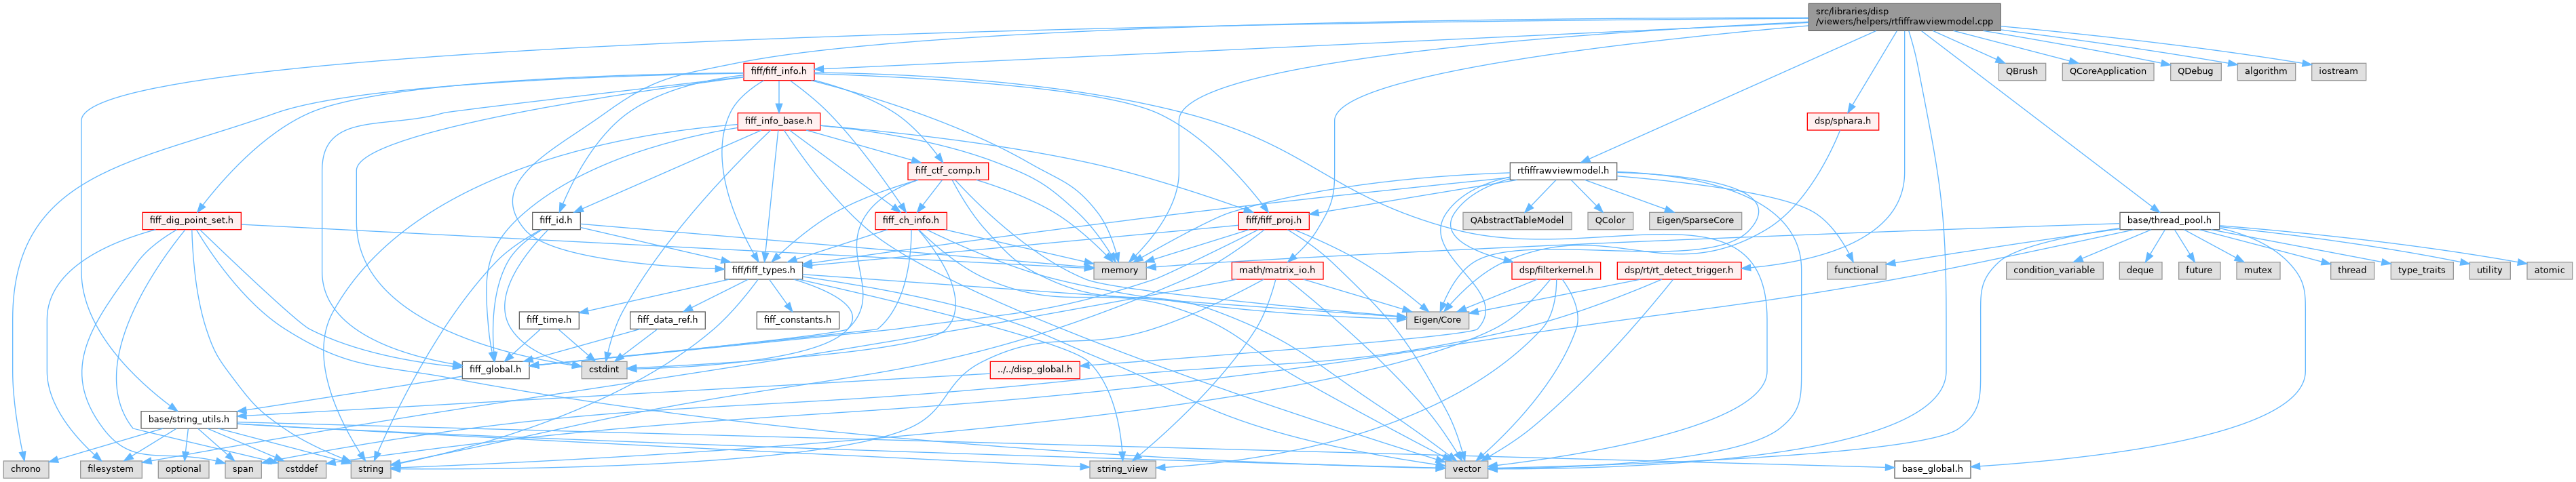 src/libraries/disp
/viewers/helpers/rtfiffrawviewmodel.cpp
fiff/fiff_info.h
QBrush
QCoreApplication
QDebug
algorithm
iostream
fiff_info_base.h
dsp/sphara.h
fiff_ctf_comp.h
rtfiffrawviewmodel.h
fiff_dig_point_set.h
fiff_id.h
fiff_ch_info.h
fiff/fiff_proj.h
QAbstractTableModel
QColor
Eigen/SparseCore
base/thread_pool.h
fiff/fiff_types.h
memory
math/matrix_io.h
dsp/filterkernel.h
dsp/rt/rt_detect_trigger.h
functional
condition_variable
deque
future
mutex
thread
type_traits
utility
atomic
fiff_time.h
fiff_data_ref.h
fiff_constants.h
Eigen/Core
fiff_global.h
cstdint
../../disp_global.h
base/string_utils.h
chrono
filesystem
optional
span
cstddef
string
string_view
vector
base_global.h